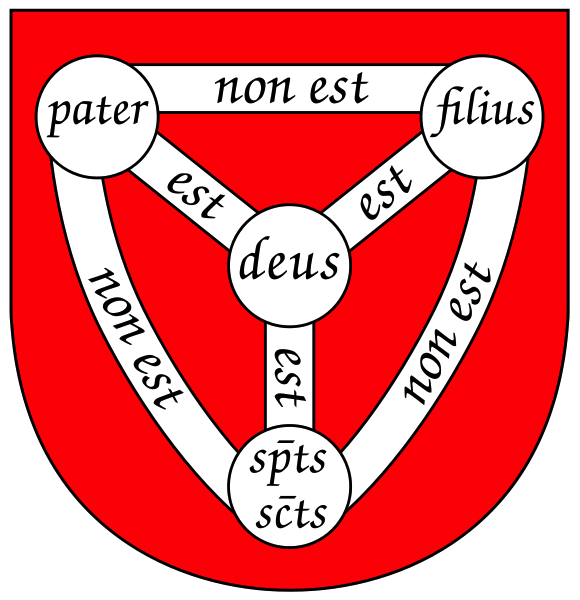 pater
non est
filius
est
est
deus
non est
est
non est
sp̄ts
sc̄ts